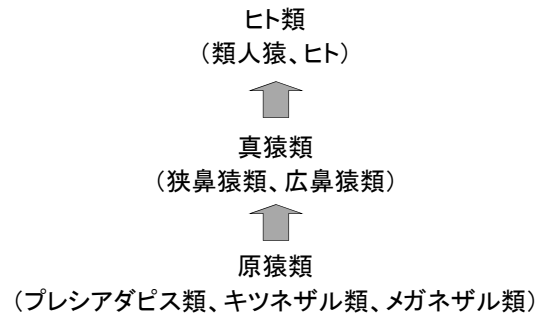 ヒト類
（類人猿、ヒト）
真猿類
（狭鼻猿類、広鼻猿類）
原猿類
（プレシアダピス類、キツネザル類、メガネザル類）